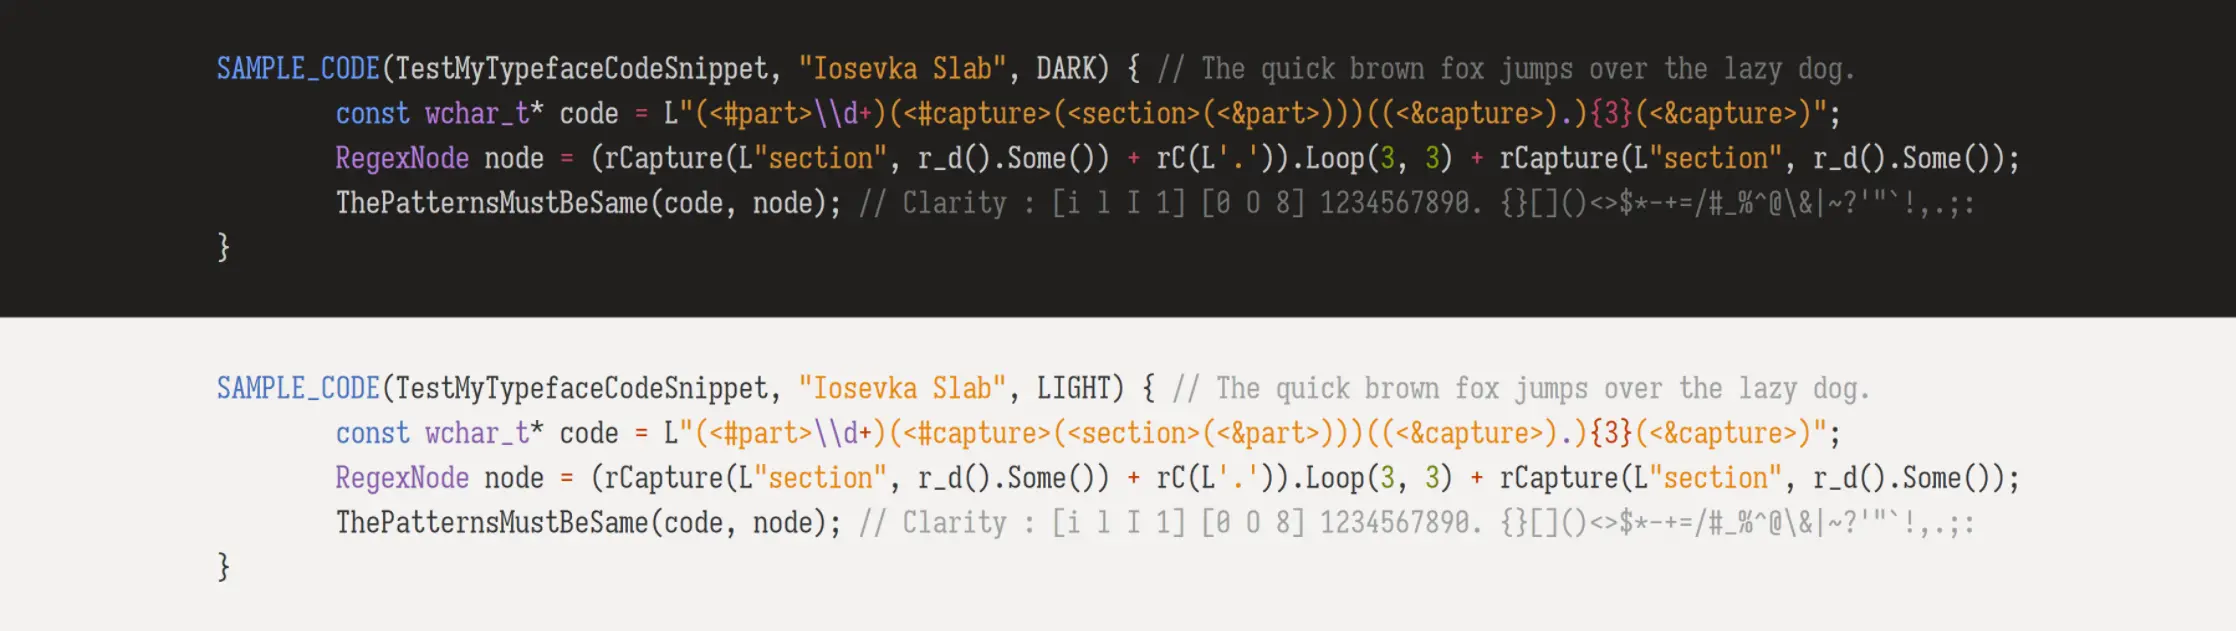 SAMPLE_CODE(TestMyTypefaceCodeSnippet, "Iosevka Slab", DARK) { // The quick brown fox jumps over the lazy dog.
const wchar_t* code = L"(<#part>\\d+)(<#capture>(<section>(<&part>)))((<&capture>).){3}(<&capture>)";
RegexNode node = (rCapture(L"section", r_d().Some()) + rC(L'.')).Loop(3, 3) + rCapture(L"section", r_d().Some());
ThePatternsMustBeSame(code, node); // Clarity : [i l I 1] [0 O 8] 1234567890. {}[]()<>$*-+=/#_%^@\&|~?'"`!,.;:
}
SAMPLE_CODE(TestMyTypefaceCodeSnippet, "Iosevka Slab", LIGHT) { // The quick brown fox jumps over the lazy dog.
const wchar_t* code = L"(<#part>\\d+)(<#capture>(<section>(<&part>)))((<&capture>).){3}(<&capture>)";
RegexNode node = (rCapture(L"section", r_d().Some()) + rC(L'.')).Loop(3, 3) + rCapture(L"section", r_d().Some());
ThePatternsMustBeSame(code, node); // Clarity : [i l I 1] [0 O 8] 1234567890. {}[]()<>$*-+=/#_%^@\&|~?'"`!,.;:
}